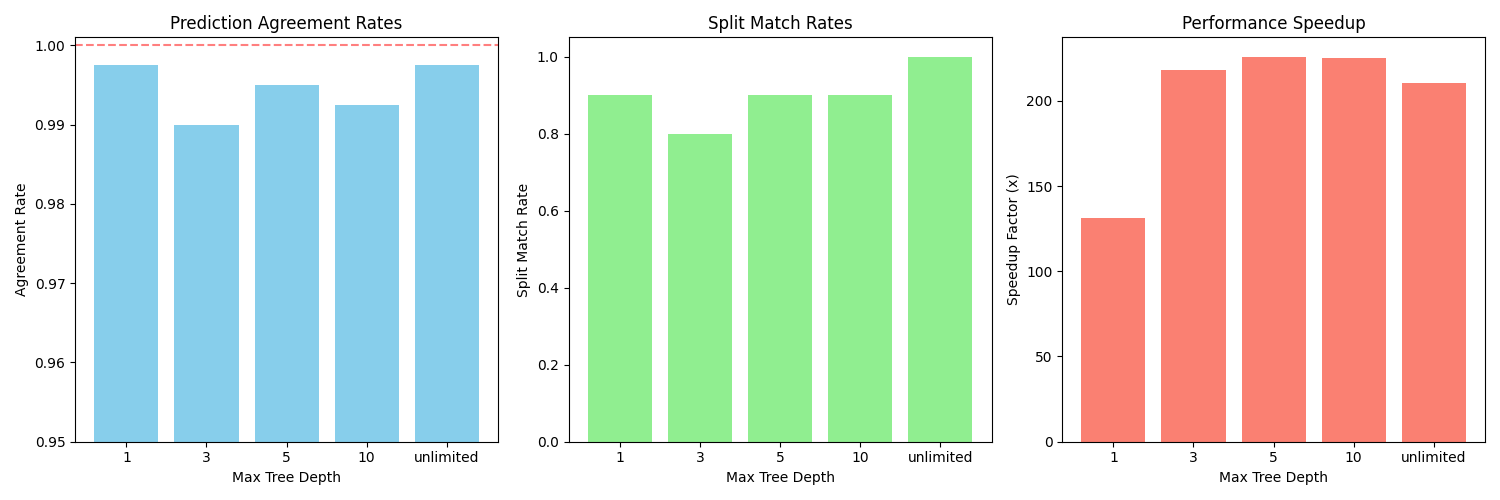 Prediction Agreement Rates
Agreement Rate
1.00
0.99
0.98
0.97
0.96
0.95
1 3 5 10 unlimited
Max Tree Depth
Split Match Rates
Split Match Rate
1.0
0.8
0.6
0.4
0.2
0.0
1 3 5 10 unlimited
Max Tree Depth
Performance Speedup
Speedup Factor (x)
200
150
100
50
0
1 3 5 10 unlimited
Max Tree Depth